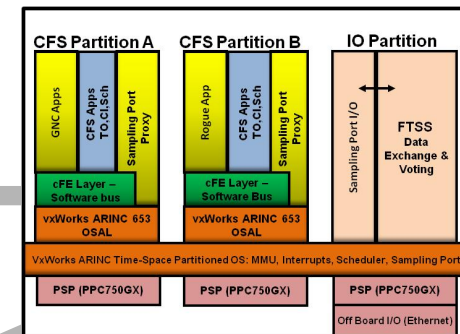 CFS Partition A
CFS Partition B
IO Partition
GNC Apps
CFS Apps
TO,CI,Sch
Sampling Port
Proxy
Rogue App
CFS Apps
TO,CI,Sch
Sampling Port
Proxy
Sampling Port I/O
FTSS
Data
Exchange &
Voting
cFE Layer –
Software bus
cFE Layer –
Software Bus
vxWorks ARINC 653
OSAL
vxWorks ARINC 653
OSAL
VxWorks ARINC Time-Space Partitioned OS: MMU, Interrupts, Scheduler, Sampling Port
PSP (PPC750GX)
PSP (PPC750GX)
PSP (PPC750GX)
Off Board I/O (Ethernet)